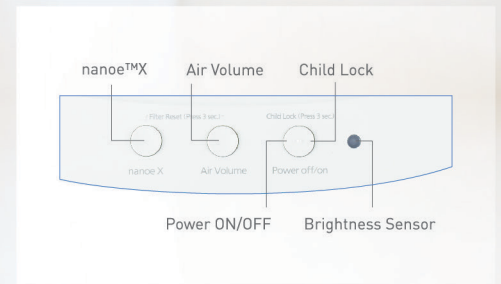 nanoe™X Air Volume Child Lock
Filter Reset (Press 3 sec.) Child Lock (Press 3 sec.)
nanoe X Air Volume Power off/on
Power ON/OFF Brightness Sensor